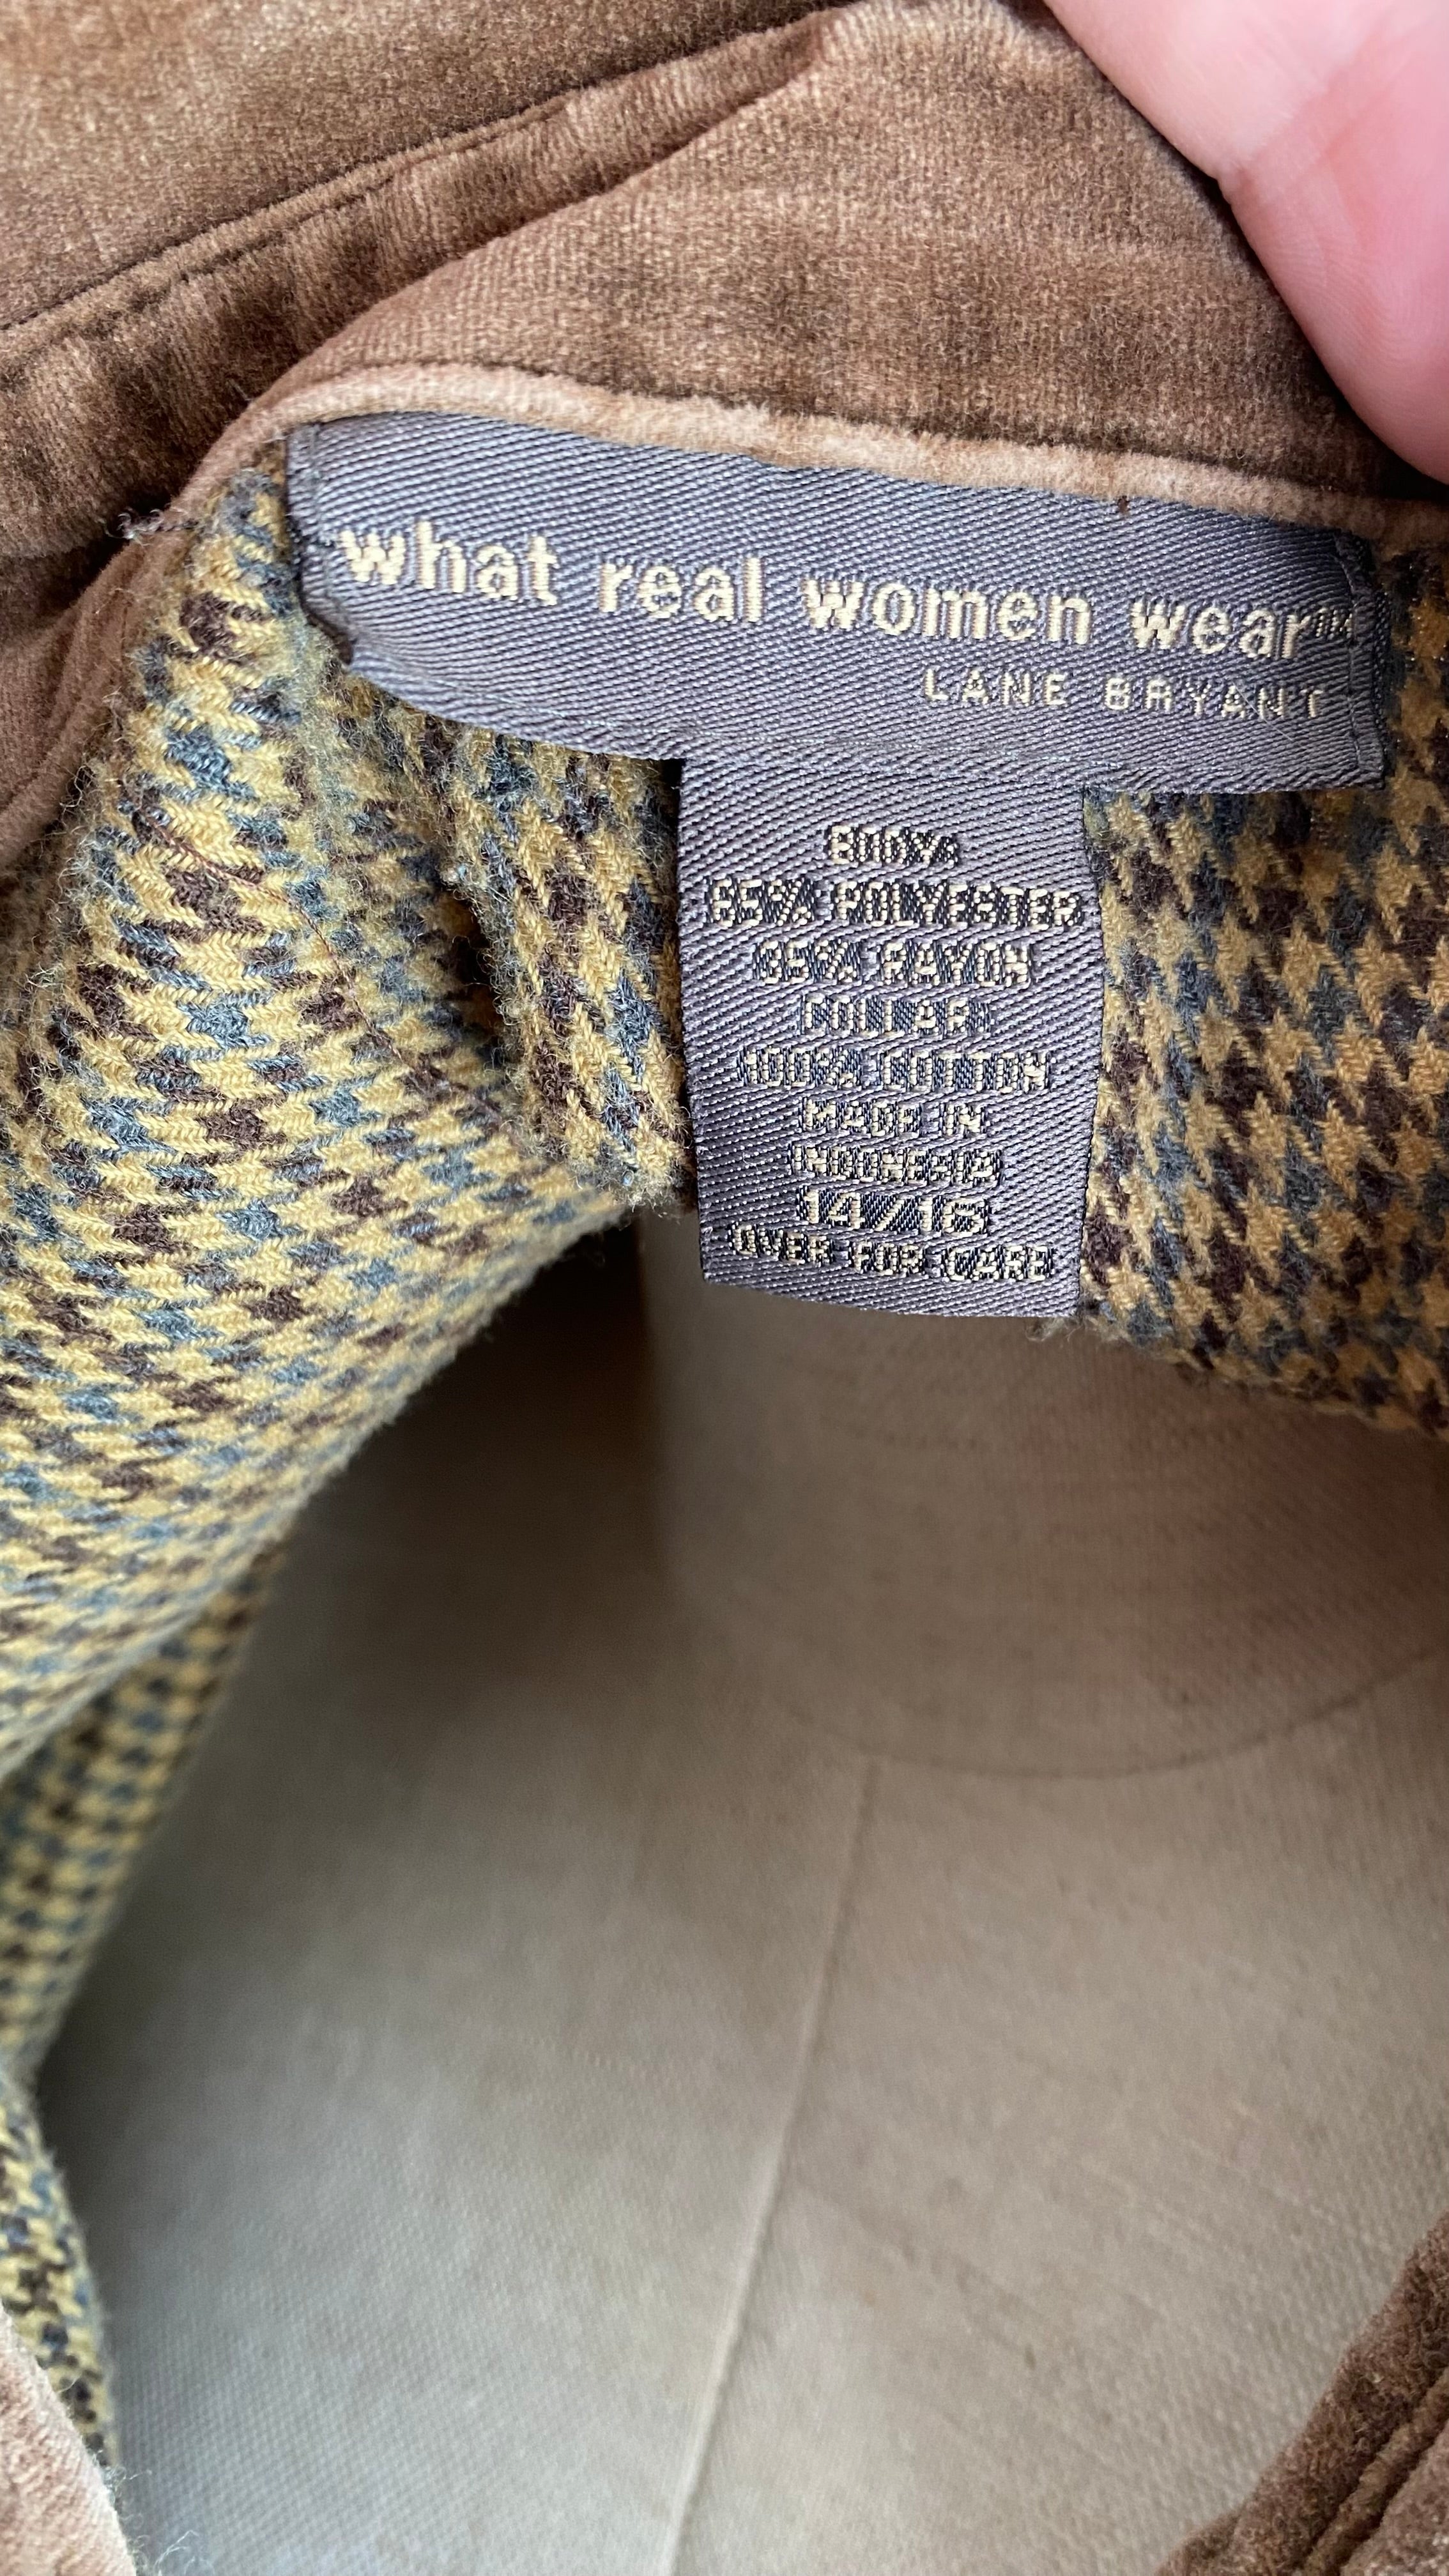 what real women wear™
LANE BRYANT
BODY:
65% POLYESTER
35% RAYON
COLLAR:
100% COTTON
MADE IN
INDONESIA
14/16
OVER FOR CARE